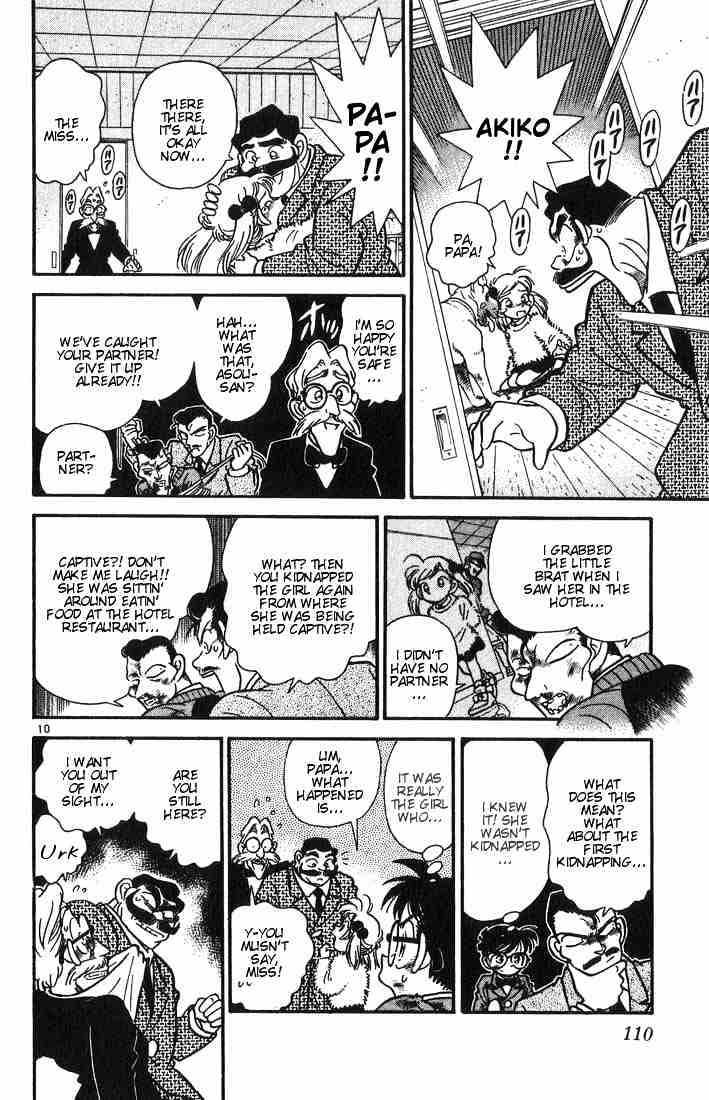 AKIKO
!!
PA,
PAPA!
PA-
PA
!!
THERE
THERE,
IT'S ALL
OKAY
NOW...
THE
MISS...
I'M SO
HAPPY
YOU'RE
SAFE
...
HAH...
WHAT
WAS
THAT,
ASOU-
SAN?
WE'VE CAUGHT
YOUR PARTNER!
GIVE IT UP
ALREADY!!
PART-
NER?
I GRABBED
THE LITTLE
BRAT WHEN I
SAW HER IN THE
HOTEL...
I DIDN'T
HAVE NO
PARTNER
...
WHAT? THEN
YOU KIDNAPPED
THE GIRL AGAIN
FROM WHERE
SHE WAS BEING
HELD CAPTIVE?!
CAPTIVE?! DON'T
MAKE ME LAUGH!!
SHE WAS SITTIN'
AROUND EATIN'
FOOD AT THE HOTEL
RESTAURANT...
10
WHAT
DOES THIS
MEAN?
WHAT
ABOUT THE
FIRST
KIDNAPPING...
I KNEW
IT! SHE
WASN'T
KIDNAPPED
...
IT WAS
REALLY
THE GIRL
WHO...
UM,
PAPA...
WHAT
HAPPENED
IS...
Y-YOU
MUSN'T
SAY,
MISS!
ARE
YOU
STILL
HERE?
I WANT
YOU OUT
OF MY
SIGHT...
Urk
110